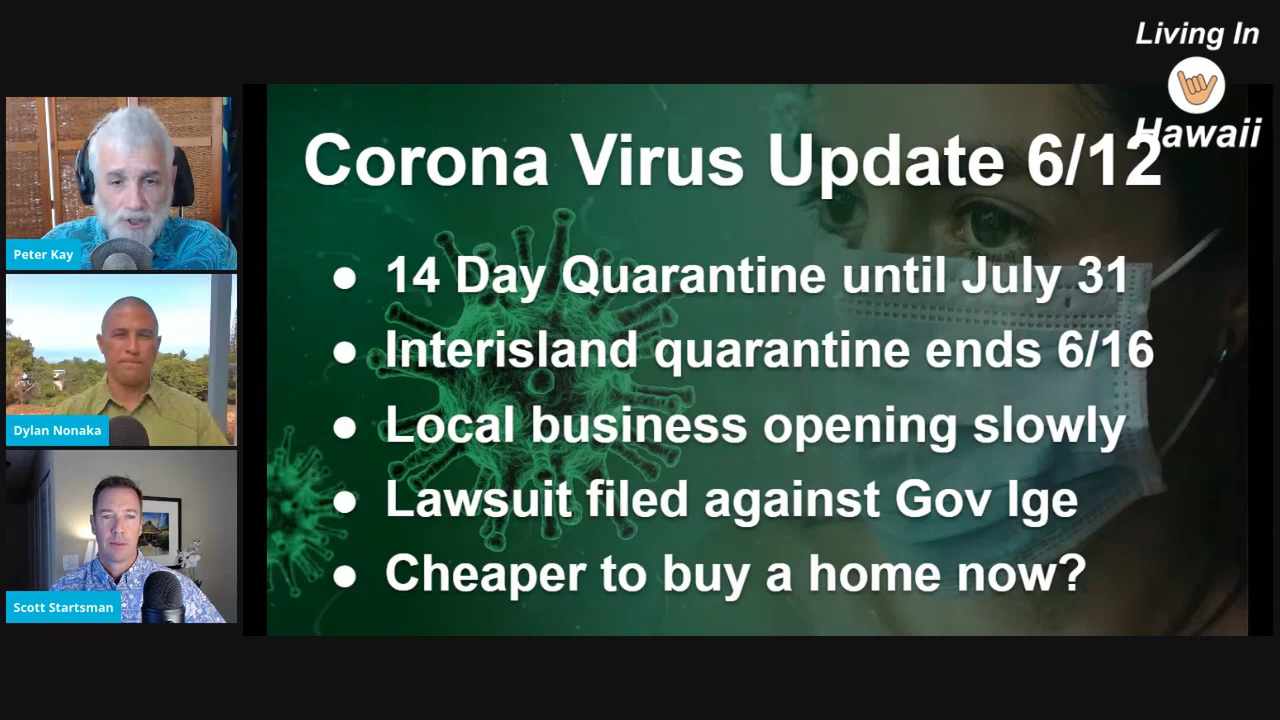 Living In
Hawaii
Corona Virus Update 6/12
● 14 Day Quarantine until July 31
● Interisland quarantine ends 6/16
● Local business opening slowly
● Lawsuit filed against Gov Ige
● Cheaper to buy a home now?
Peter Kay
Dylan Nonaka
Scott Startsman